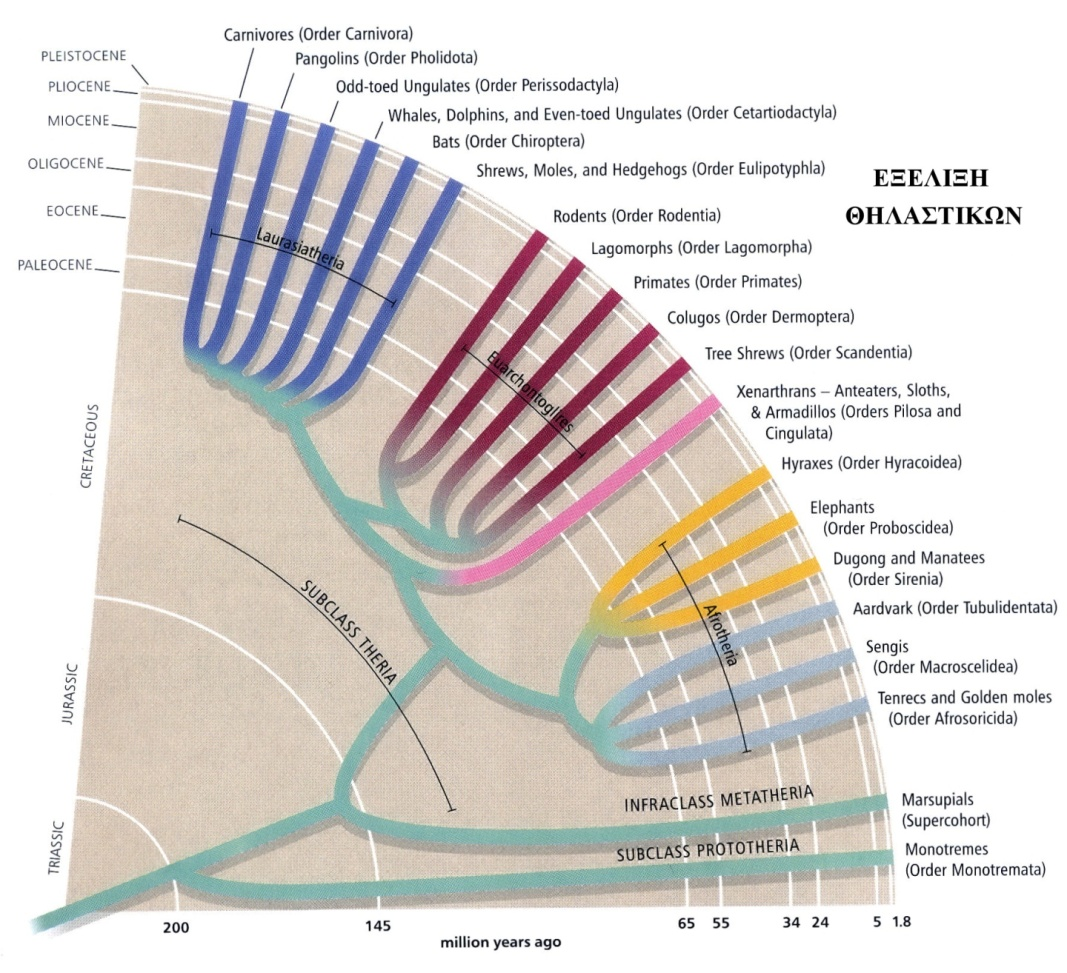 Carnivores (Order Carnivora)
Pangolins (Order Pholidota)
Odd-toed Ungulates (Order Perissodactyla)
Whales, Dolphins, and Even-toed Ungulates (Order Cetartiodactyla)
Bats (Order Chiroptera)
Shrews, Moles, and Hedgehogs (Order Eulipotyphla)
ΕΞΕΛΙΞΗ
ΘΗΛΑΣΤΙΚΩΝ
Rodents (Order Rodentia)
Lagomorphs (Order Lagomorpha)
Primates (Order Primates)
Colugos (Order Dermoptera)
Tree Shrews (Order Scandentia)
Xenarthrans – Anteaters, Sloths,
& Armadillos (Orders Pilosa and
Cingulata)
Hyraxes (Order Hyracoidea)
Elephants
(Order Proboscidea)
Dugong and Manatees
(Order Sirenia)
Aardvark (Order Tubulidentata)
Sengis
(Order Macroscelidea)
Tenrecs and Golden moles
(Order Afrosoricida)
Marsupials
(Supercohort)
Monotremes
(Order Monotremata)
PLEISTOCENE
PLIOCENE
MIOCENE
OLIGOCENE
EOCENE
PALEOCENE
CRETACEOUS
JURASSIC
TRIASSIC
Laurasiatheria
Euarchontoglires
Afrotheria
SUBCLASS THERIA
INFRACLASS METATHERIA
SUBCLASS PROTOTHERIA
200 145 65 55 34 24 5 1.8
million years ago